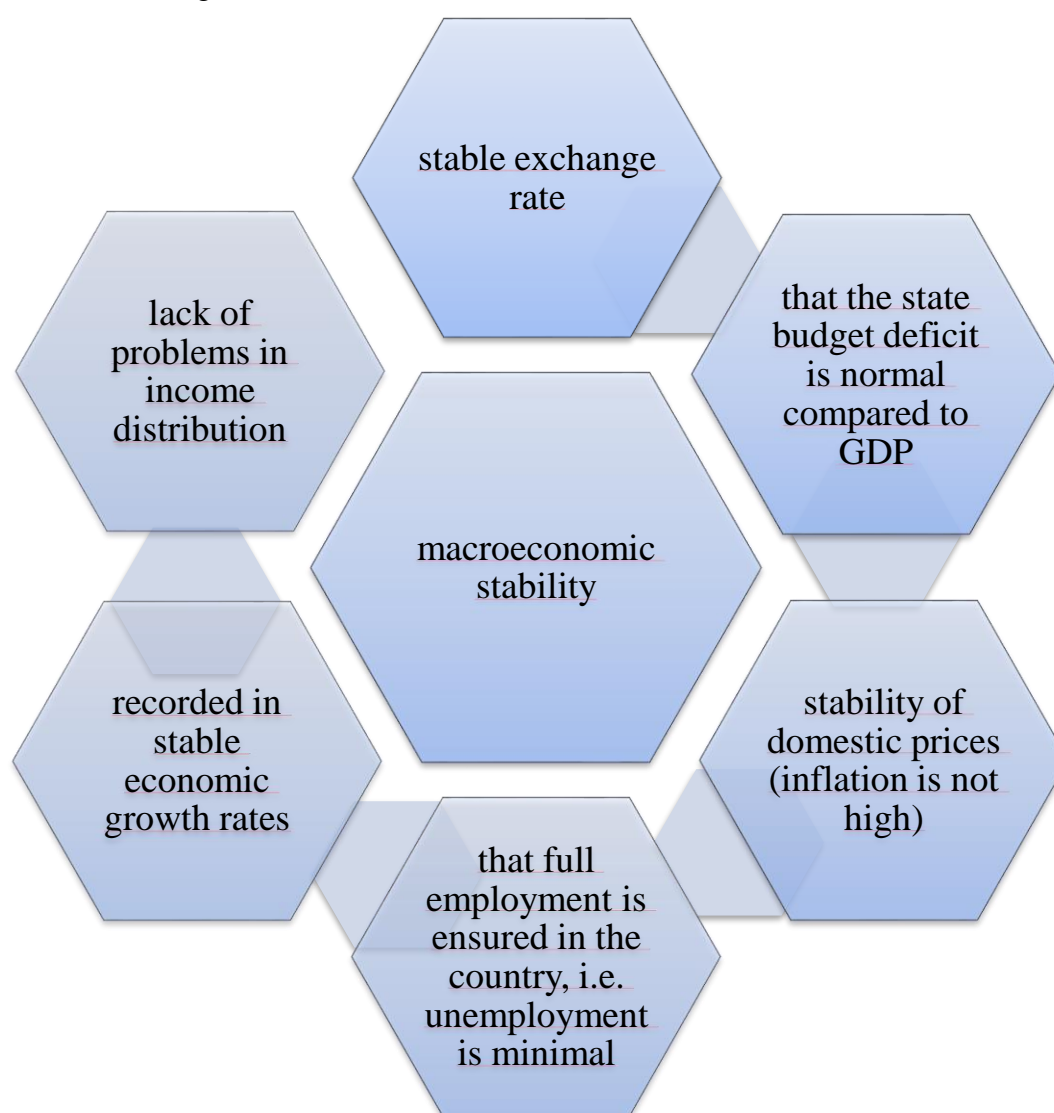 stable exchange
rate
that the state
budget deficit
is normal
compared to
GDP
stability of
domestic prices
(inflation is not
high)
that full
employment is
ensured in the
country, i.e.
unemployment
is minimal
recorded in
stable
economic
growth rates
lack of
problems in
income
distribution
macroeconomic
stability